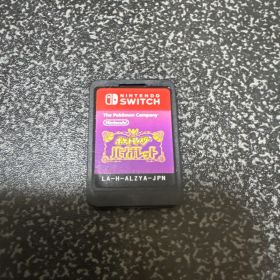 NINTENDO
SWITCH
The Pokémon Company
Nintendo
ポケットモンスター
バイオレット
LA-H-ALZYA-JPN